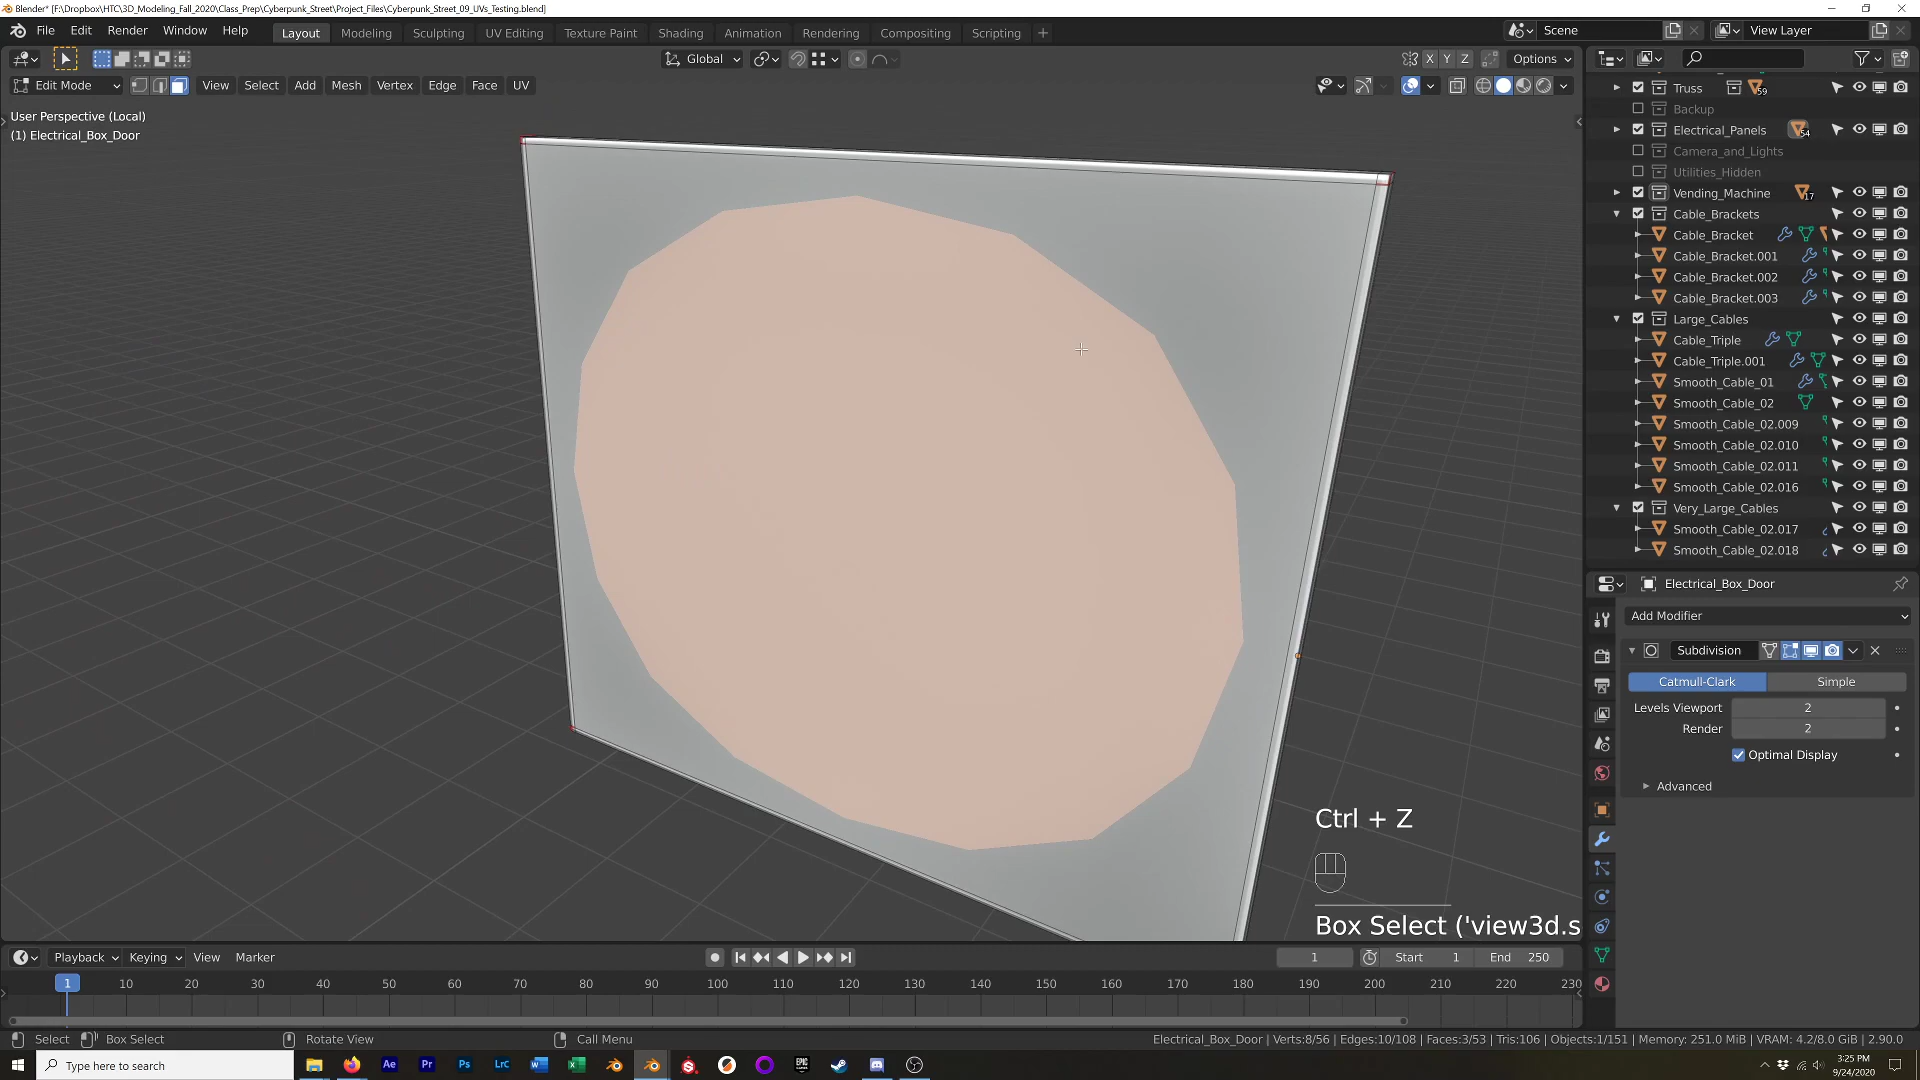 Blender* [F:\Dropbox\HTC\3D_Modeling_Fall_2020\Class_Prep\Cyberpunk_Street\Project_Files\Cyberpunk_Street_09_UVs_Testing.blend]
File Edit Render Window Help Layout Modeling Sculpting UV Editing Texture Paint Shading Animation Rendering Compositing Scripting Scene View Layer
Global X Y Z Options
Edit Mode View Select Add Mesh Vertex Edge Face UV
User Perspective (Local)
(1) Electrical_Box_Door
Truss 59
Backup
Electrical_Panels 54
Camera_and_Lights
Utilities_Hidden
Vending_Machine 17
Cable_Brackets
Cable_Bracket
Cable_Bracket.001
Cable_Bracket.002
Cable_Bracket.003
Large_Cables
Cable_Triple
Cable_Triple.001
Smooth_Cable_01
Smooth_Cable_02
Smooth_Cable_02.009
Smooth_Cable_02.010
Smooth_Cable_02.011
Smooth_Cable_02.016
Very_Large_Cables
Smooth_Cable_02.017
Smooth_Cable_02.018
Electrical_Box_Door
Add Modifier
Subdivision
Catmull-Clark Simple
Levels Viewport 2
Render 2
Optimal Display
Advanced
Ctrl + Z
Box Select ('view3d.s
Playback Keying View Marker 1 Start 1 End 250
1 10 20 30 40 50 60 70 80 90 100 110 120 130 140 150 160 170 180 190 200 210 220 230
Select Box Select Rotate View Call Menu Electrical_Box_Door | Verts:8/56 | Edges:10/108 | Faces:3/53 | Tris:106 | Objects:1/151 | Memory: 251.0 MiB | VRAM: 4.2/8.0 GiB | 2.90.0
Type here to search Ae Pr Ps Lrc 3:25 PM
9/24/2020